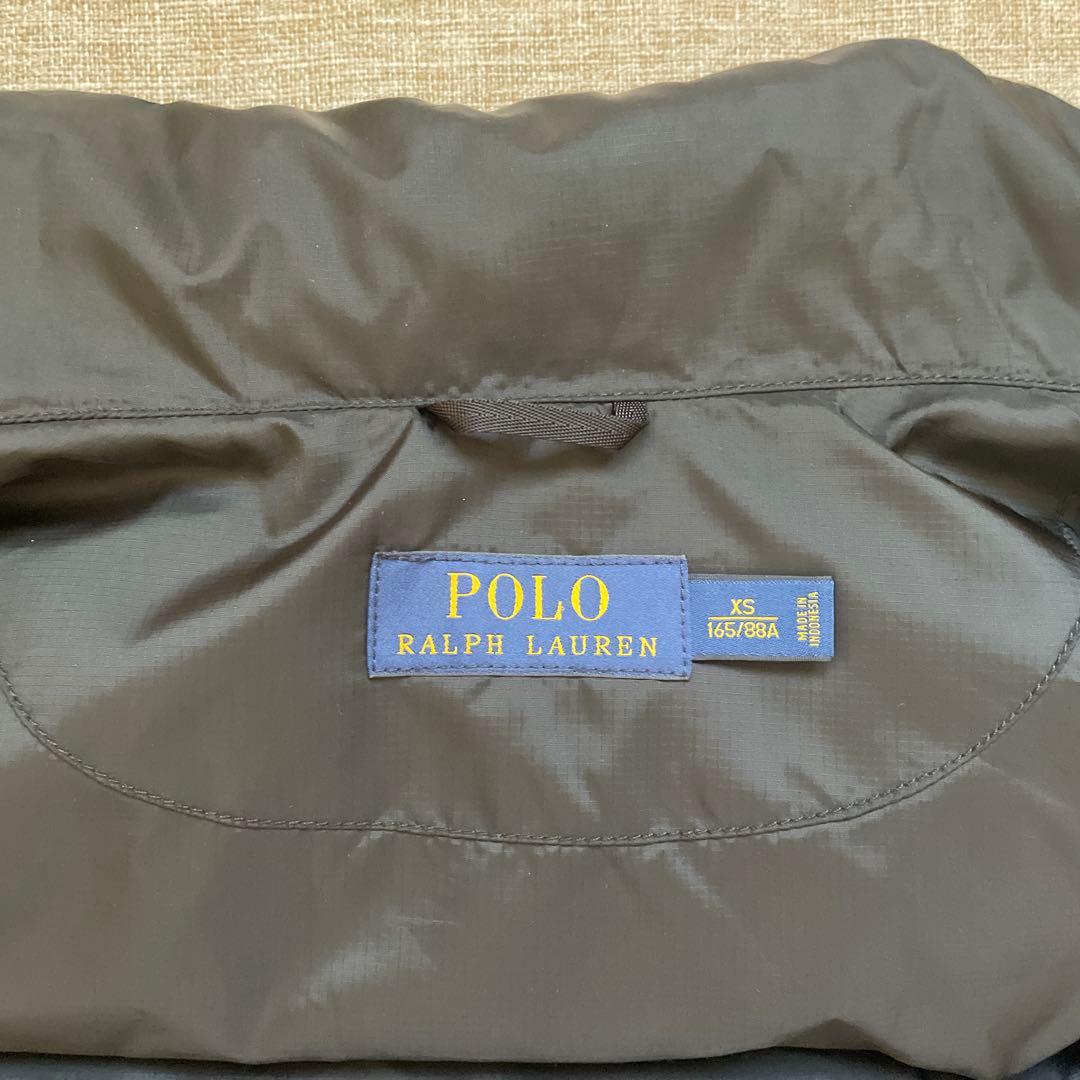 POLO
RALPH LAUREN
XS
165/88A
MADE IN
INDONESIA